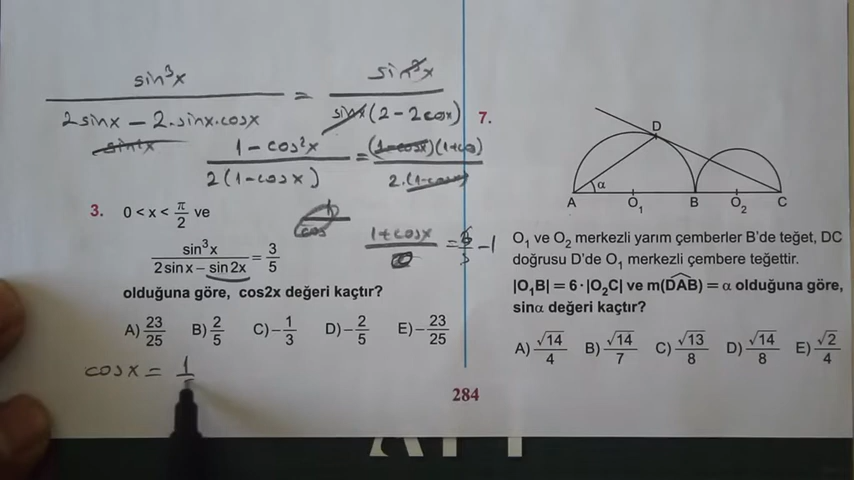 sin³x / 2sinx - 2.sinx.cosx = sin³x / sinx(2-2cosx)
1-cos²x / 2(1-cosx) = (1-cosx)(1+cosx) / 2.(1-cosx)
3. 0 < x < π/2 ve
sin³x / 2sinx – sin2x = 3/5
1+cosx = 6/5 - 1
olduğuna göre, cos2x değeri kaçtır?
A) 23/25 B) 2/5 C) –1/3 D) –2/5 E) –23/25
cosx = 1
7.
D
α
A O₁ B O₂ C
O₁ ve O₂ merkezli yarım çemberler B'de teğet, DC
doğrusu D'de O₁ merkezli çembere teğettir.
|O₁B| = 6·|O₂C| ve m(DAB) = α olduğuna göre,
sinα değeri kaçtır?
A) √14/4 B) √14/7 C) √13/8 D) √14/8 E) √2/4
284